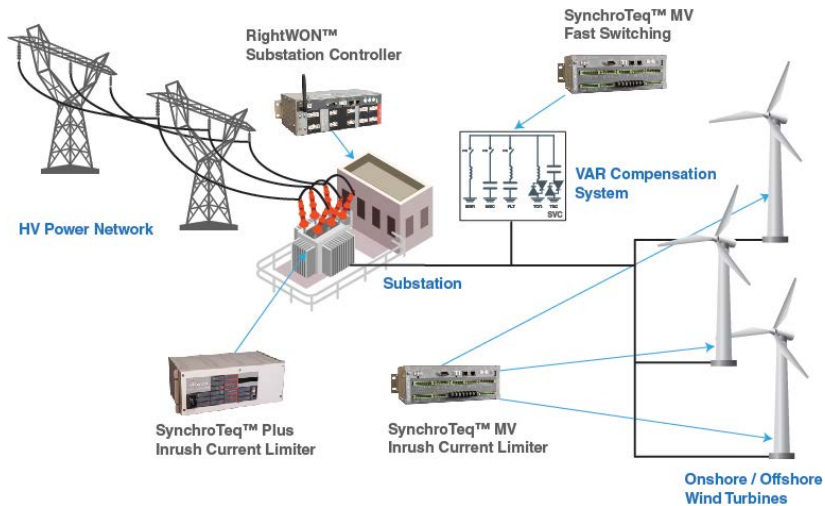 RightWON™
Substation Controller
SynchroTeq™ MV
Fast Switching
VAR Compensation
System
SVC
HV Power Network
Substation
SynchroTeq™ Plus
Inrush Current Limiter
SynchroTeq™ MV
Inrush Current Limiter
Onshore / Offshore
Wind Turbines